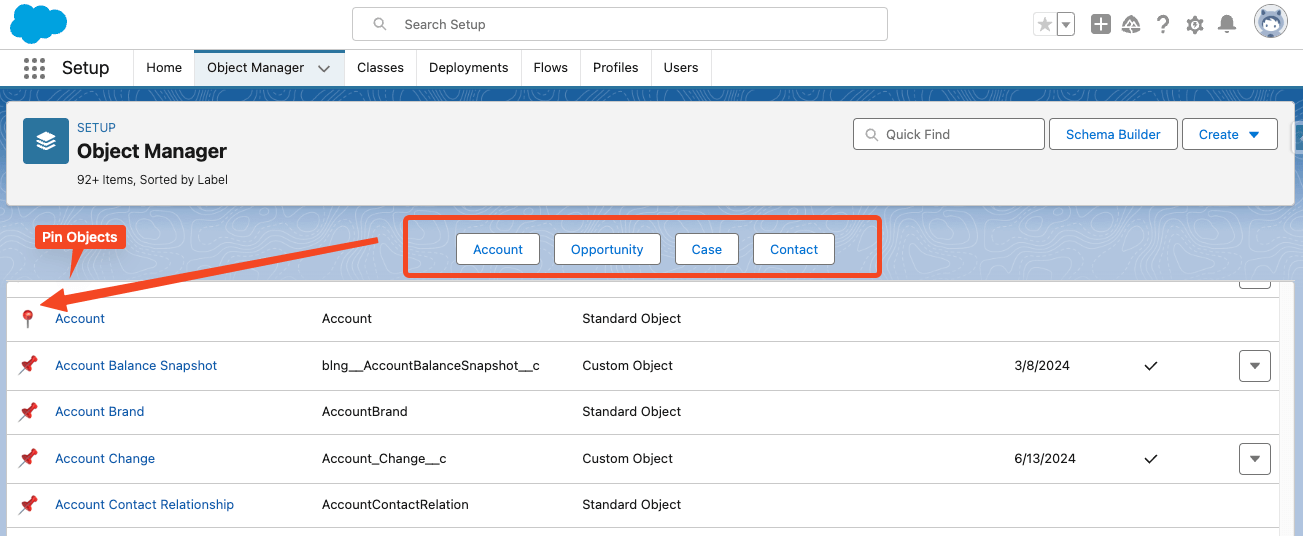 Search Setup
Setup Home Object Manager Classes Deployments Flows Profiles Users
SETUP
Object Manager
92+ Items, Sorted by Label
Quick Find Schema Builder Create
Pin Objects
Account Opportunity Case Contact
Account Account Standard Object
Account Balance Snapshot blng__AccountBalanceSnapshot__c Custom Object 3/8/2024
Account Brand AccountBrand Standard Object
Account Change Account_Change__c Custom Object 6/13/2024
Account Contact Relationship AccountContactRelation Standard Object